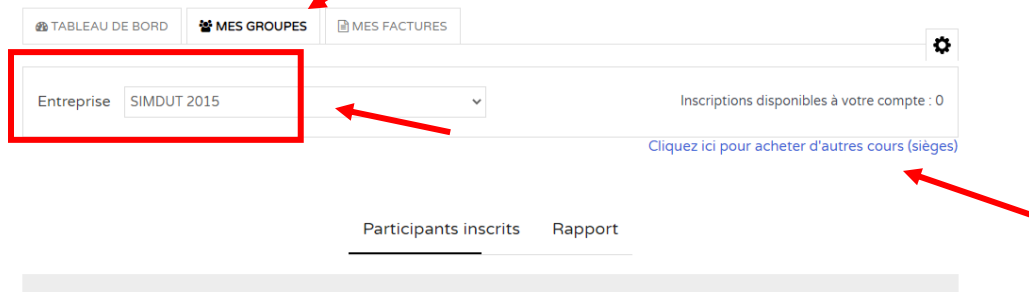 TABLEAU DE BORD MES GROUPES MES FACTURES
Entreprise SIMDUT 2015 Inscriptions disponibles à votre compte : 0
Cliquez ici pour acheter d'autres cours (sièges)
Participants inscrits Rapport